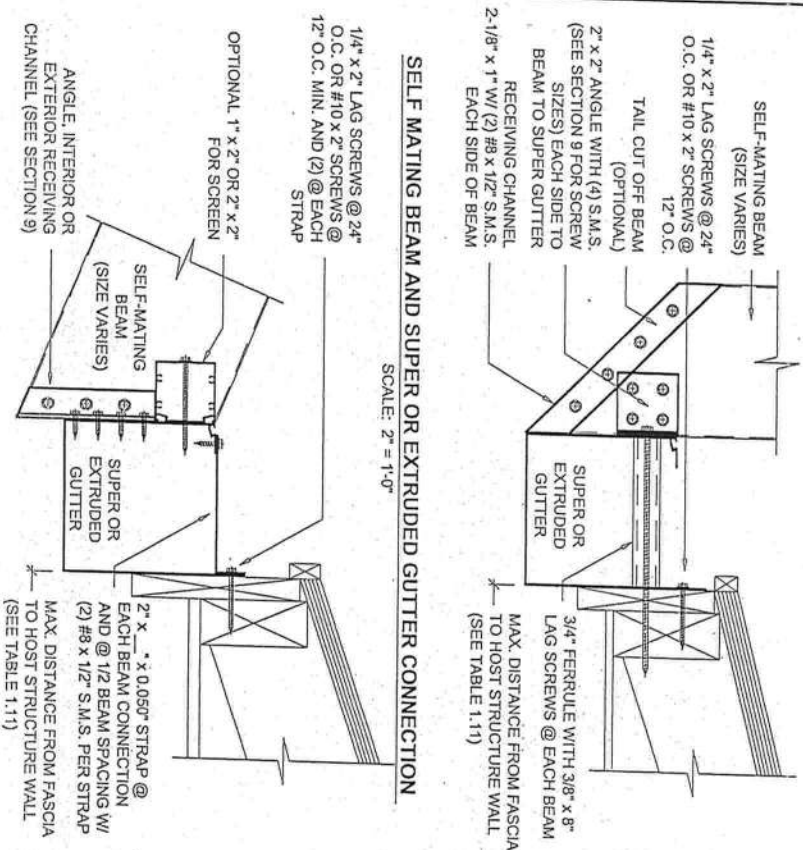 SELF-MATING BEAM
(SIZE VARIES)
1/4" x 2" LAG SCREWS @ 24"
O.C. OR #10 x 2" SCREWS @
12" O.C.
TAIL CUT OFF BEAM
(OPTIONAL)
2" x 2" ANGLE WITH (4) S.M.S.
(SEE SECTION 9 FOR SCREW
SIZES) EACH SIDE TO
BEAM TO SUPER GUTTER
RECEIVING CHANNEL
2-1/8" x 1" W/ (2) #8 x 1/2" S.M.S.
EACH SIDE OF BEAM
SUPER OR
EXTRUDED
GUTTER
3/4" FERRULE WITH 3/8" x 8"
LAG SCREWS @ EACH BEAM
MAX. DISTANCE FROM FASCIA
TO HOST STRUCTURE WALL
(SEE TABLE 1.11)
SELF MATING BEAM AND SUPER OR EXTRUDED GUTTER CONNECTION
SCALE: 2" = 1'-0"
1/4" x 2" LAG SCREWS @ 24"
O.C. OR #10 x 2" SCREWS @
12" O.C. MIN. AND (2) @ EACH
STRAP
OPTIONAL 1" x 2" OR 2" x 2"
FOR SCREEN
SELF-MATING
BEAM
(SIZE VARIES)
ANGLE, INTERIOR OR
EXTERIOR RECEIVING
CHANNEL (SEE SECTION 9)
SUPER OR
EXTRUDED
GUTTER
2" x __" x 0.050" STRAP @
EACH BEAM CONNECTION
AND @ 1/2 BEAM SPACING W/
(2) #8 x 1/2" S.M.S. PER STRAP
MAX. DISTANCE FROM FASCIA
TO HOST STRUCTURE WALL
(SEE TABLE 1.11)